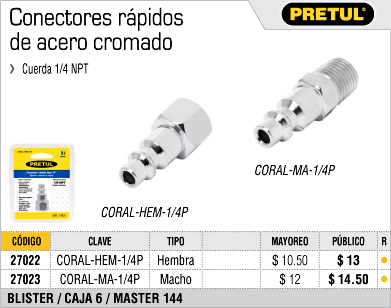 Conectores rápidos
de acero cromado
PRETUL®
❯ Cuerda 1/4 NPT
PRETUL
CORAL-MA-1/4P
CORAL-HEM-1/4P
CÓDIGO CLAVE TIPO MAYOREO PÚBLICO R
27022 CORAL-HEM-1/4P Hembra $ 10.50 $ 13 ●
27023 CORAL-MA-1/4P Macho $ 12 $ 14.50 ●
BLISTER / CAJA 6 / MASTER 144